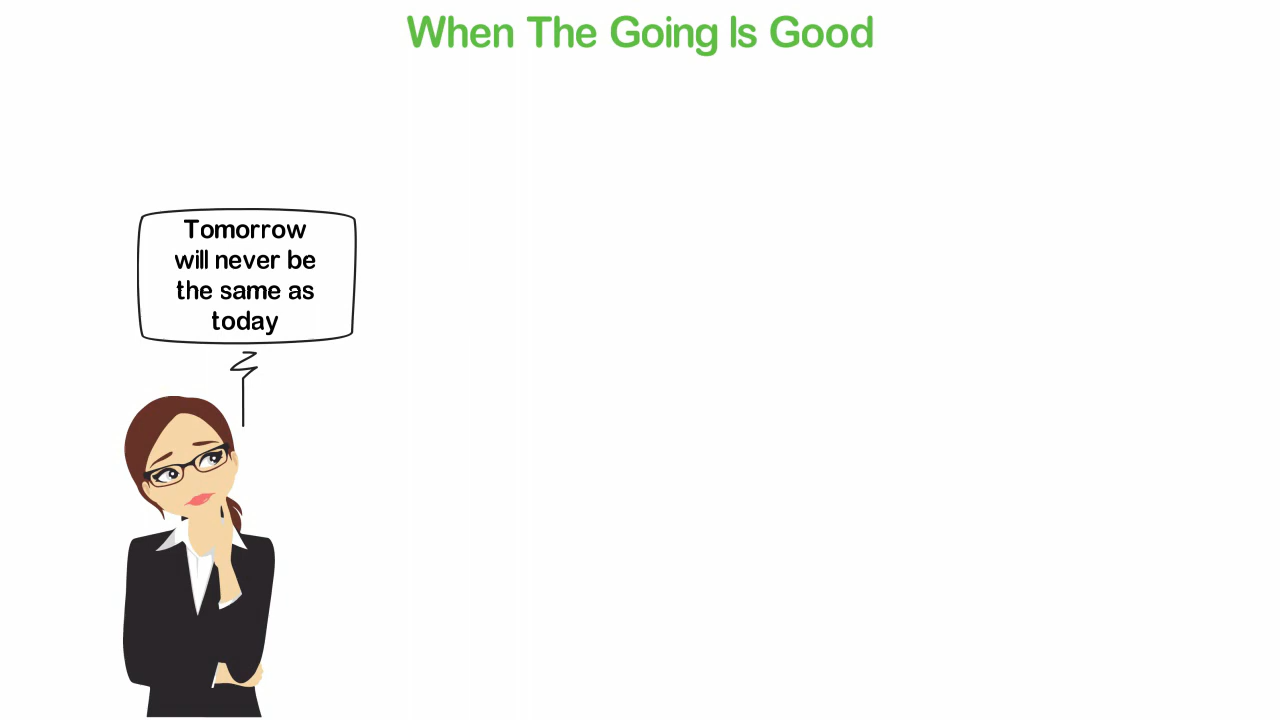 When The Going Is Good
Tomorrow
will never be
the same as
today